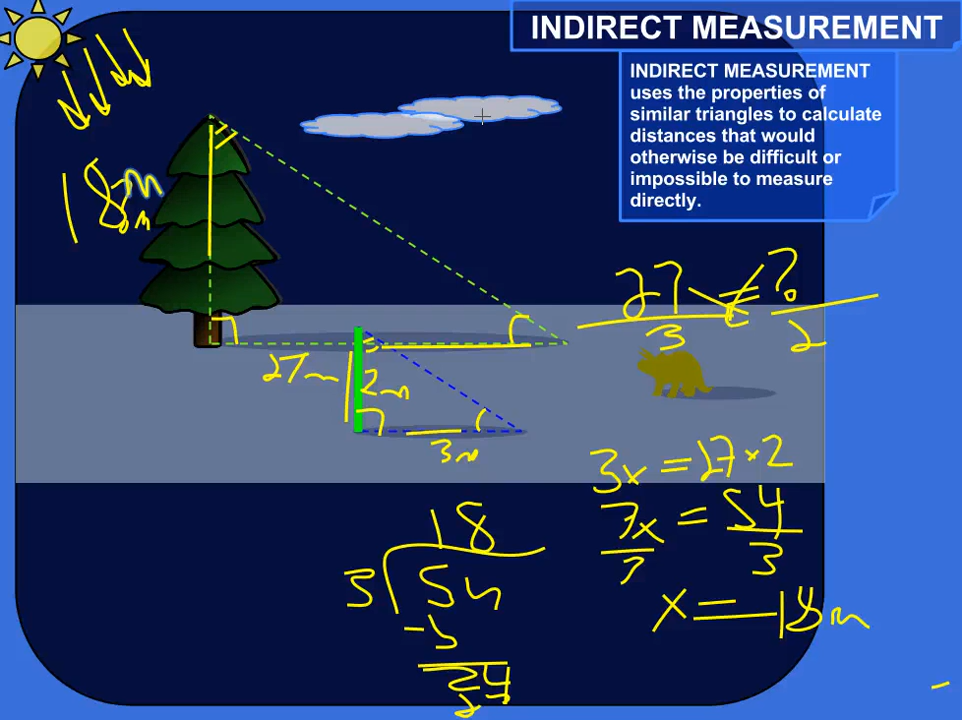 INDIRECT MEASUREMENT
INDIRECT MEASUREMENT
uses the properties of
similar triangles to calculate
distances that would
otherwise be difficult or
impossible to measure
directly.
18m
27m
2m
3m
27 = ?
3 2
3x = 27 × 2
3x = 54
3 3
x = 18m
18
3 54
-3
24
24